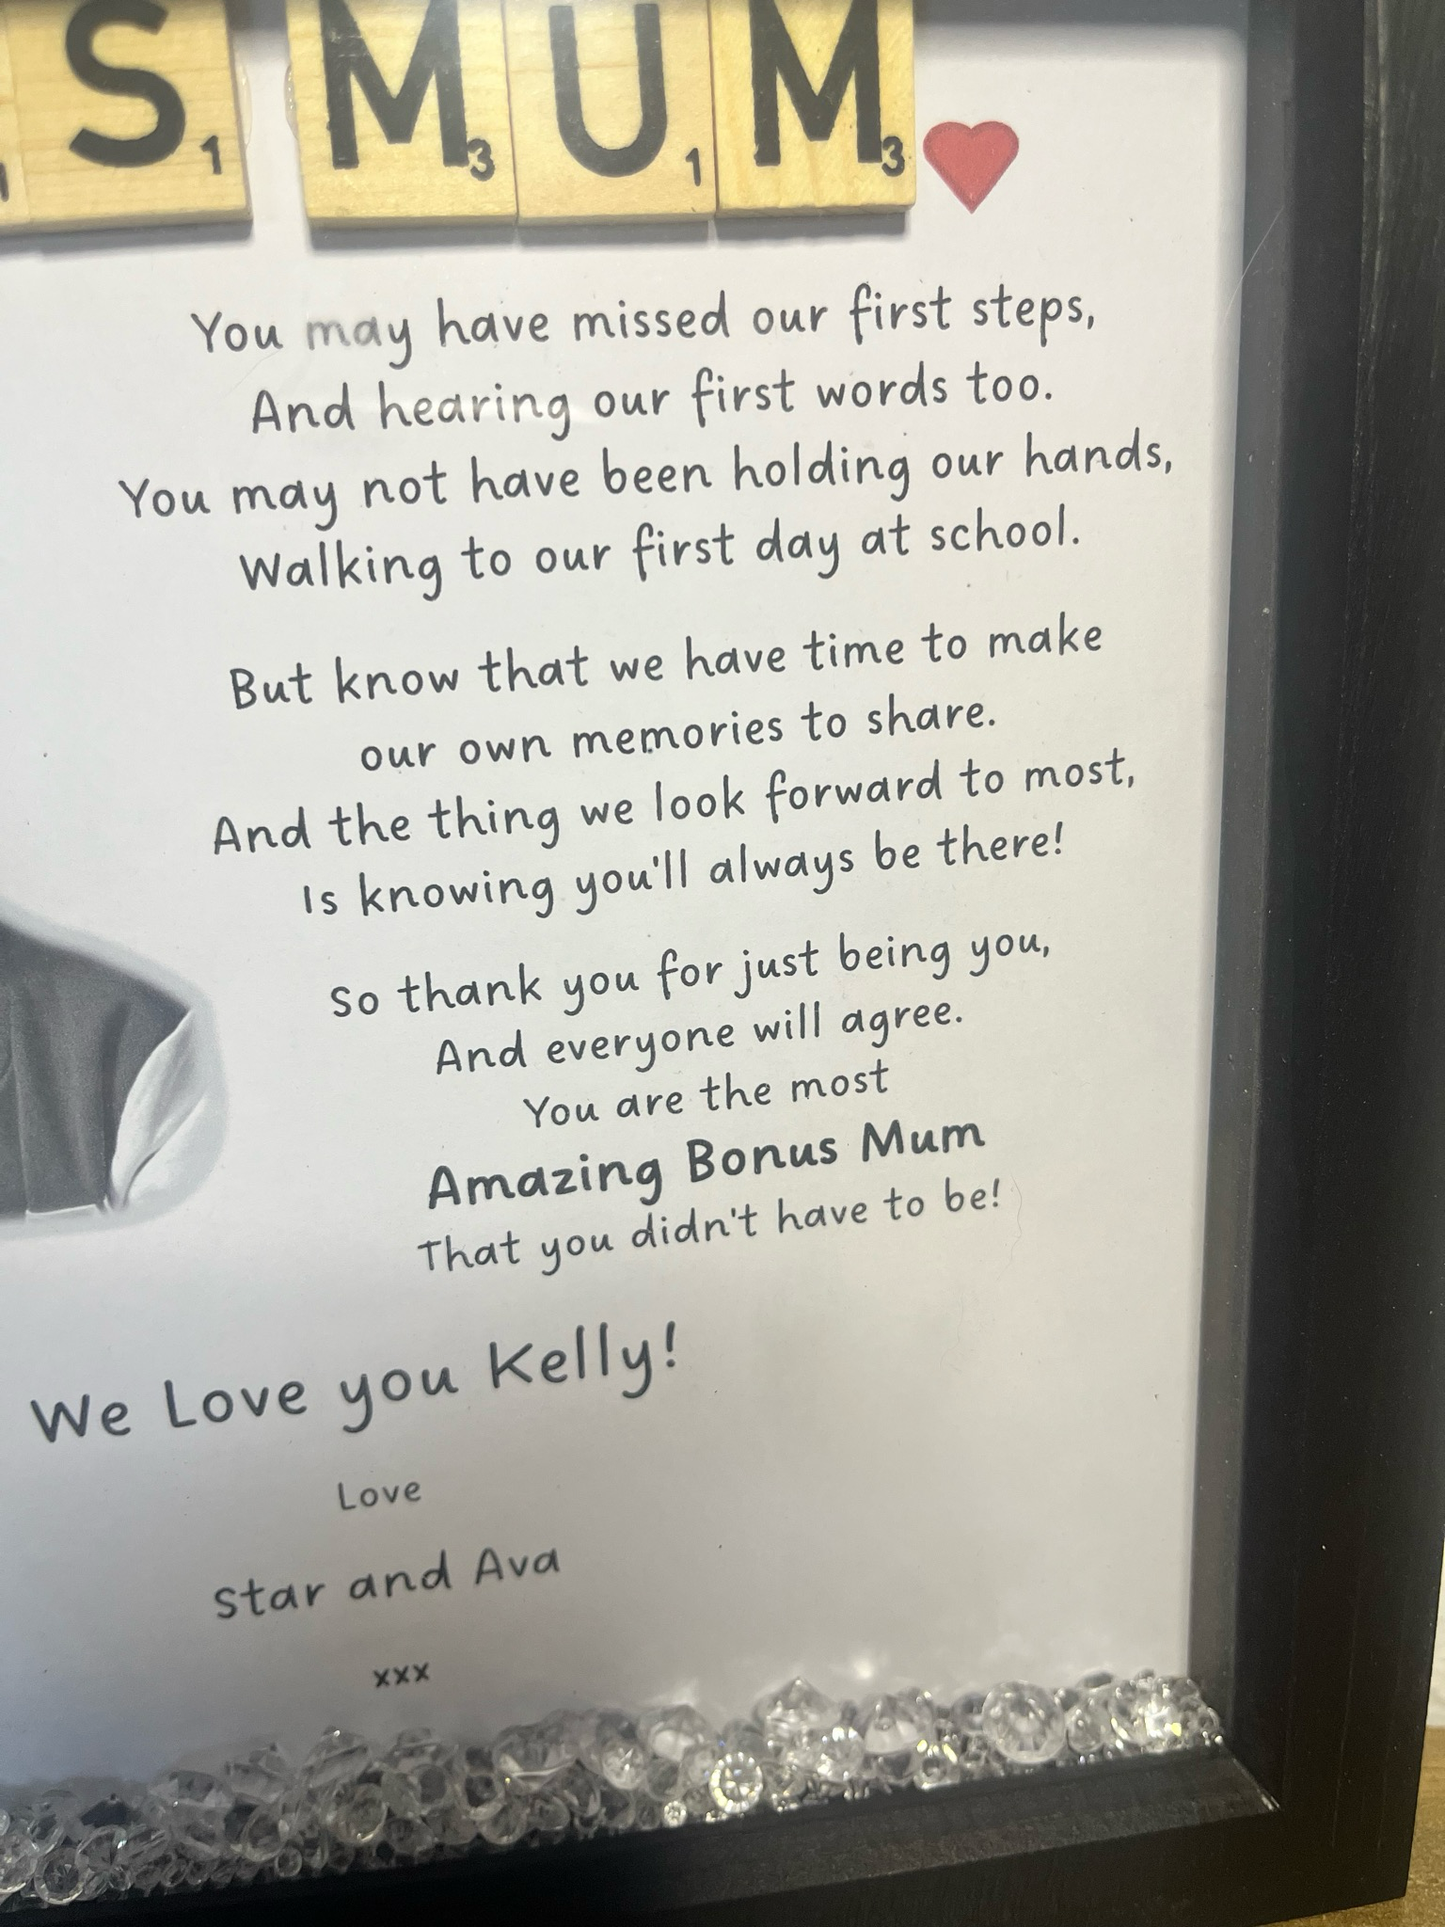 S1 M3 U1 M3
You may have missed our first steps,
And hearing our first words too.
You may not have been holding our hands,
Walking to our first day at school.
But know that we have time to make
our own memories to share.
And the thing we look forward to most,
Is knowing you'll always be there!
So thank you for just being you,
And everyone will agree.
You are the most
Amazing Bonus Mum
That you didn't have to be!
We Love you Kelly!
Love
Star and Ava
xxx